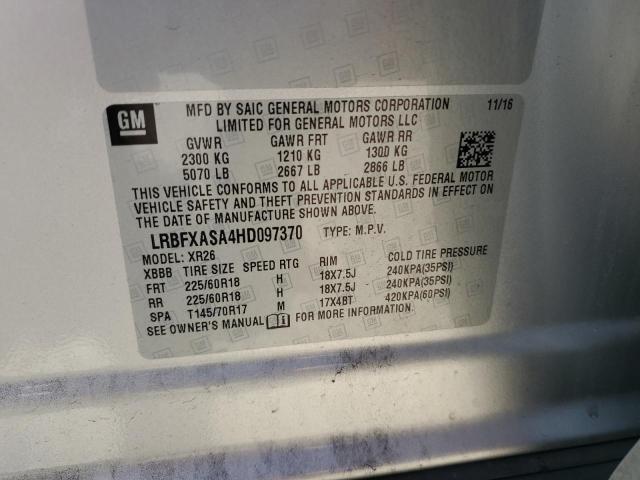 GM
MFD BY SAIC GENERAL MOTORS CORPORATION 11/16
LIMITED FOR GENERAL MOTORS LLC
GVWR GAWR FRT GAWR RR
2300 KG 1210 KG 1300 KG
5070 LB 2667 LB 2866 LB
THIS VEHICLE CONFORMS TO ALL APPLICABLE U.S. FEDERAL MOTOR
VEHICLE SAFETY AND THEFT PREVENTION STANDARDS IN EFFECT ON
THE DATE OF MANUFACTURE SHOWN ABOVE.
LRBFXASA4HD097370 TYPE: M.P.V.
MODEL: XR26
XBBB TIRE SIZE SPEED RTG RIM COLD TIRE PRESSURE
FRT 225/60R18 H 18X7.5J 240KPA(35PSI)
RR 225/60R18 H 18X7.5J 240KPA(35PSI)
SPA T145/70R17 M 17X4BT 420KPA(60PSI)
SEE OWNER'S MANUAL FOR MORE INFORMATION.